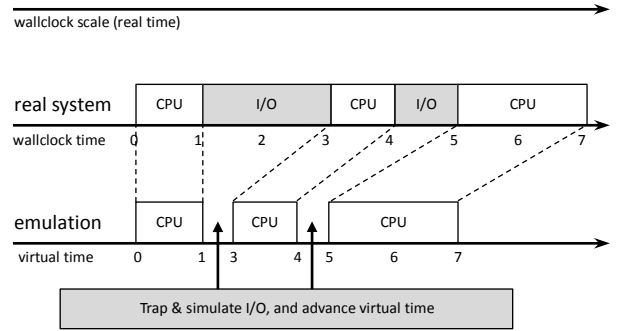 wallclock scale (real time)
real system CPU I/O CPU I/O CPU
wallclock time 0 1 2 3 4 5 6 7
emulation CPU CPU CPU
virtual time 0 1 3 4 5 6 7
Trap & simulate I/O, and advance virtual time